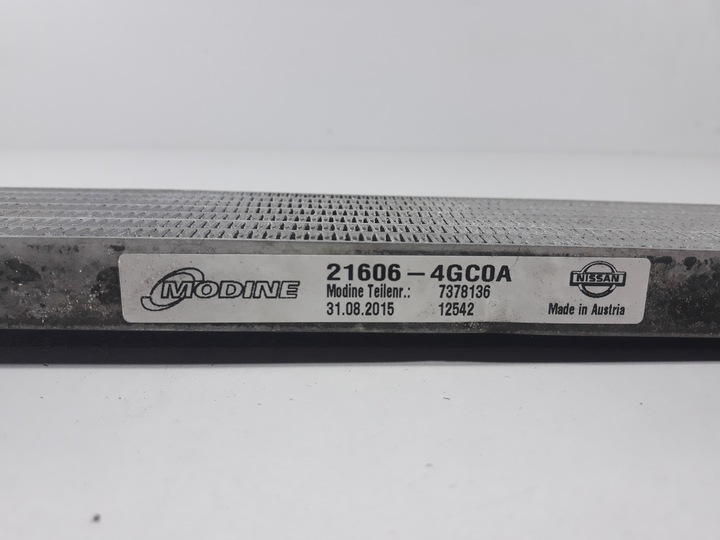 MODINE
21606-4GC0A
Modine Teilenr.: 7378136
31.08.2015 12542
NISSAN
Made in Austria